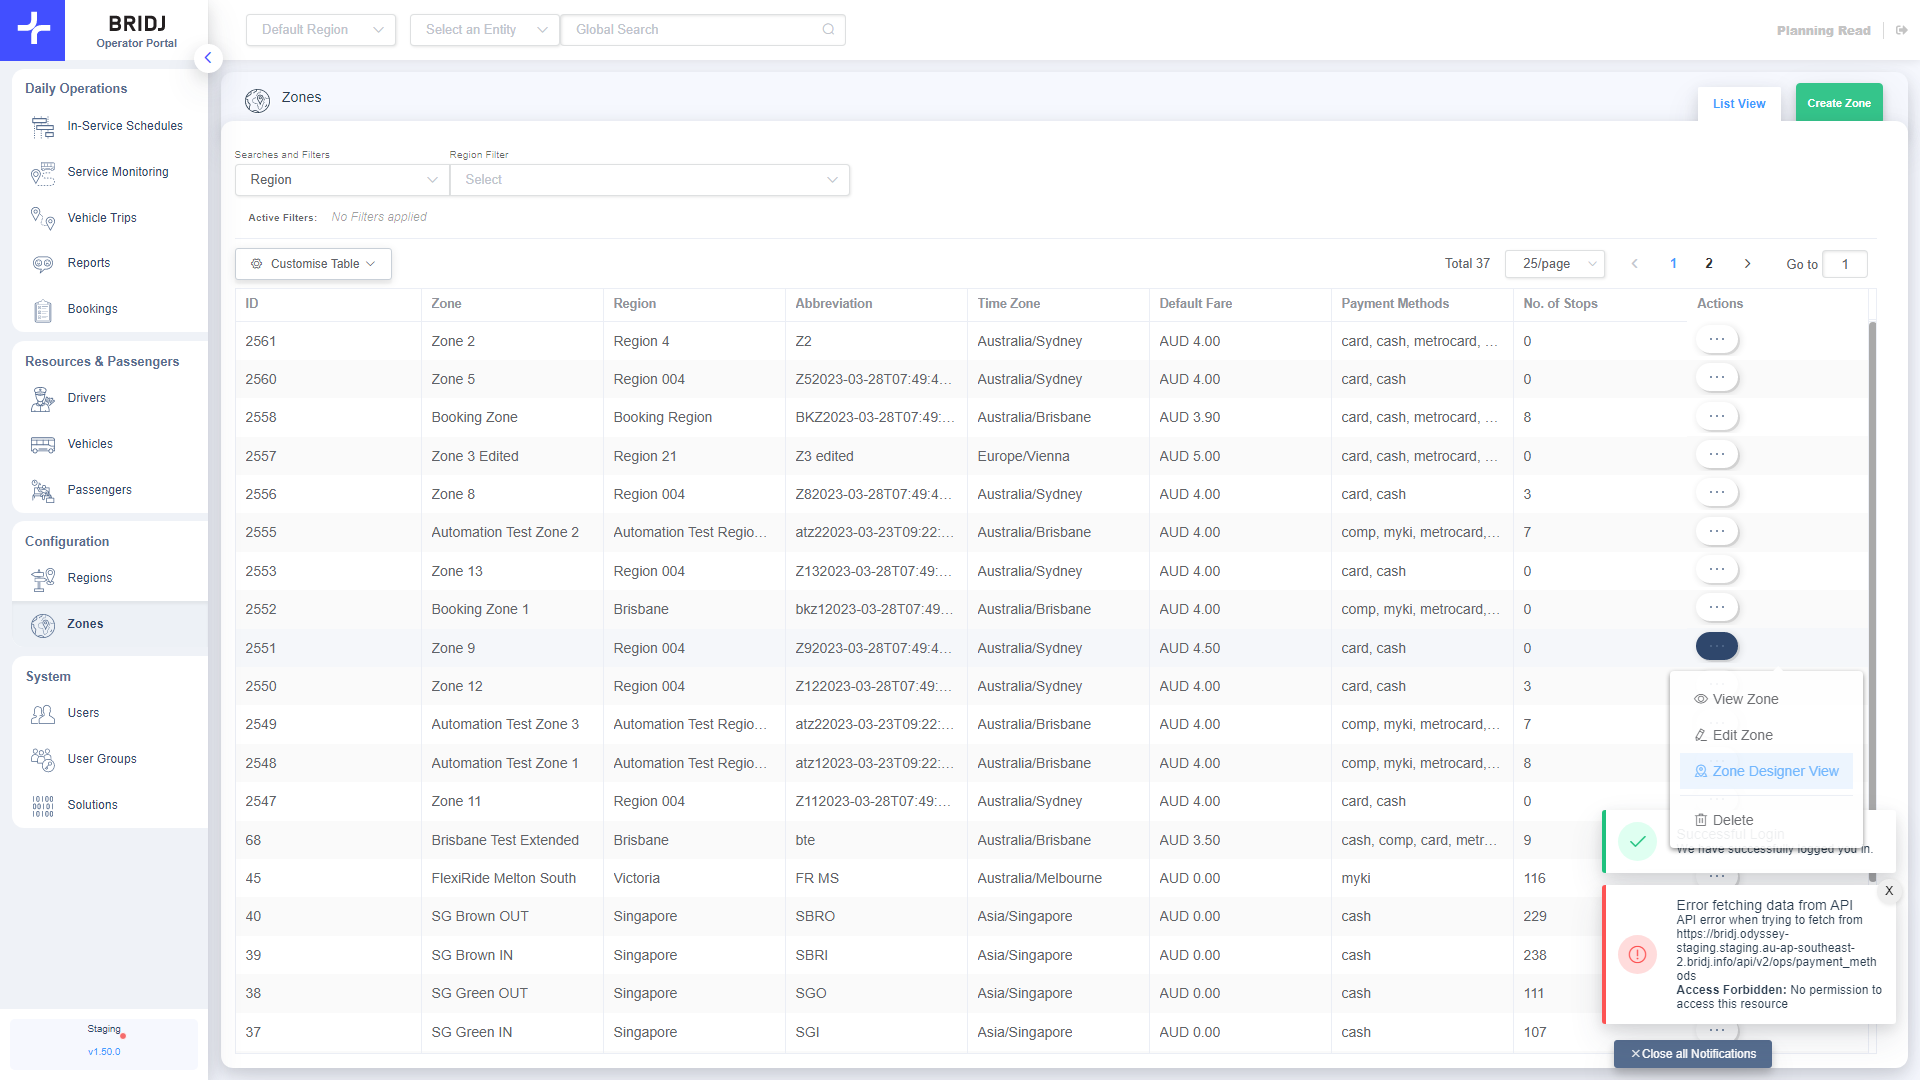 BRIDJ
Operator Portal
Default Region
Select an Entity
Global Search
Planning Read
Daily Operations
In-Service Schedules
Service Monitoring
Vehicle Trips
Reports
Bookings
Resources & Passengers
Drivers
Vehicles
Passengers
Configuration
Regions
Zones
System
Users
User Groups
Solutions
Staging
v1.50.0
Zones
List View
Create Zone
Searches and Filters
Region Filter
Region
Select
Active Filters: No Filters applied
Customise Table
Total 37 25/page 1 2 Go to 1
ID Zone Region Abbreviation Time Zone Default Fare Payment Methods No. of Stops Actions
2561 Zone 2 Region 4 Z2 Australia/Sydney AUD 4.00 card, cash, metrocard, ... 0
2560 Zone 5 Region 004 Z52023-03-28T07:49:4... Australia/Sydney AUD 4.00 card, cash 0
2558 Booking Zone Booking Region BKZ2023-03-28T07:49:... Australia/Brisbane AUD 3.90 card, cash, metrocard, ... 8
2557 Zone 3 Edited Region 21 Z3 edited Europe/Vienna AUD 5.00 card, cash, metrocard, ... 0
2556 Zone 8 Region 004 Z82023-03-28T07:49:4... Australia/Sydney AUD 4.00 card, cash 3
2555 Automation Test Zone 2 Automation Test Regio... atz22023-03-23T09:22:... Australia/Brisbane AUD 4.00 comp, myki, metrocard,... 7
2553 Zone 13 Region 004 Z132023-03-28T07:49:... Australia/Sydney AUD 4.00 card, cash 0
2552 Booking Zone 1 Brisbane bkz12023-03-28T07:49... Australia/Brisbane AUD 4.00 comp, myki, metrocard,... 0
2551 Zone 9 Region 004 Z92023-03-28T07:49:4... Australia/Sydney AUD 4.50 card, cash 0
2550 Zone 12 Region 004 Z122023-03-28T07:49:... Australia/Sydney AUD 4.00 card, cash 3
2549 Automation Test Zone 3 Automation Test Regio... atz22023-03-23T09:22:... Australia/Brisbane AUD 4.00 comp, myki, metrocard,... 7
2548 Automation Test Zone 1 Automation Test Regio... atz12023-03-23T09:22:... Australia/Brisbane AUD 4.00 comp, myki, metrocard,... 8
2547 Zone 11 Region 004 Z112023-03-28T07:49:... Australia/Sydney AUD 4.00 card, cash 0
68 Brisbane Test Extended Brisbane bte Australia/Brisbane AUD 3.50 cash, comp, card, metr... 9
45 FlexiRide Melton South Victoria FR MS Australia/Melbourne AUD 0.00 myki 116
40 SG Brown OUT Singapore SBRO Asia/Singapore AUD 0.00 cash 229
39 SG Brown IN Singapore SBRI Asia/Singapore AUD 0.00 cash 238
38 SG Green OUT Singapore SGO Asia/Singapore AUD 0.00 cash 111
37 SG Green IN Singapore SGI Asia/Singapore AUD 0.00 cash 107
View Zone
Edit Zone
Zone Designer View
Delete
Successful Login
We have successfully logged you in.
X
Error fetching data from API
API error when trying to fetch from
https://bridj.odyssey-
staging.staging.au-ap-southeast-
2.bridj.info/api/v2/ops/payment_meth
ods
Access Forbidden: No permission to
access this resource
Close all Notifications